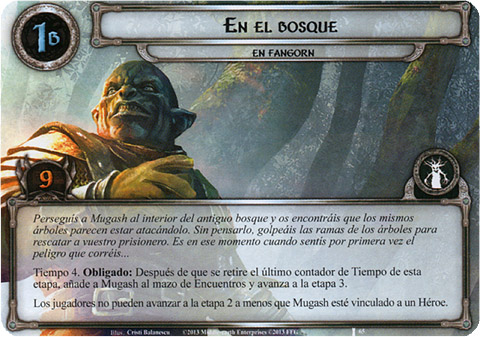 1B
EN EL BOSQUE
EN FANGORN
9
Perseguís a Mugash al interior del antiguo bosque y os encontráis que los mismos
árboles parecen estar atacándolo. Sin pensarlo, golpeáis las ramas de los árboles para
rescatar a vuestro prisionero. Es en ese momento cuando sentís por primera vez el
peligro que corréis...
Tiempo 4. Obligado: Después de que se retire el último contador de Tiempo de esta
etapa, añade a Mugash al mazo de Encuentros y avanza a la etapa 3.
Los jugadores no pueden avanzar a la etapa 2 a menos que Mugash esté vinculado a un Héroe.
Illus. Cristi Balanescu ©2013 Middle-earth Enterprises ©2013 FFG